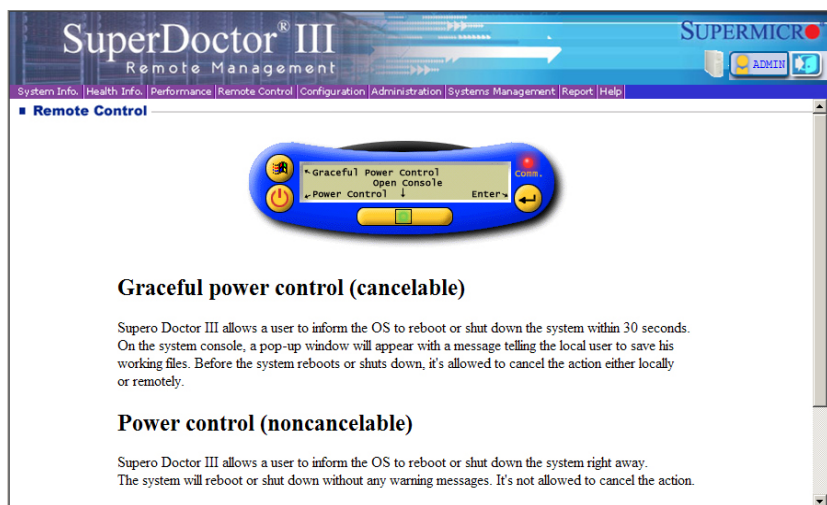 SuperDoctor® III
Remote Management
SUPERMICR
ADMIN
System Info. Health Info. Performance Remote Control Configuration Administration Systems Management Report Help
Remote Control
Graceful Power Control
Open Console
Power Control ↓ Enter
Comm.
Graceful power control (cancelable)
Supero Doctor III allows a user to inform the OS to reboot or shut down the system within 30 seconds.
On the system console, a pop-up window will appear with a message telling the local user to save his
working files. Before the system reboots or shuts down, it's allowed to cancel the action either locally
or remotely.
Power control (noncancelable)
Supero Doctor III allows a user to inform the OS to reboot or shut down the system right away.
The system will reboot or shut down without any warning messages. It's not allowed to cancel the action.